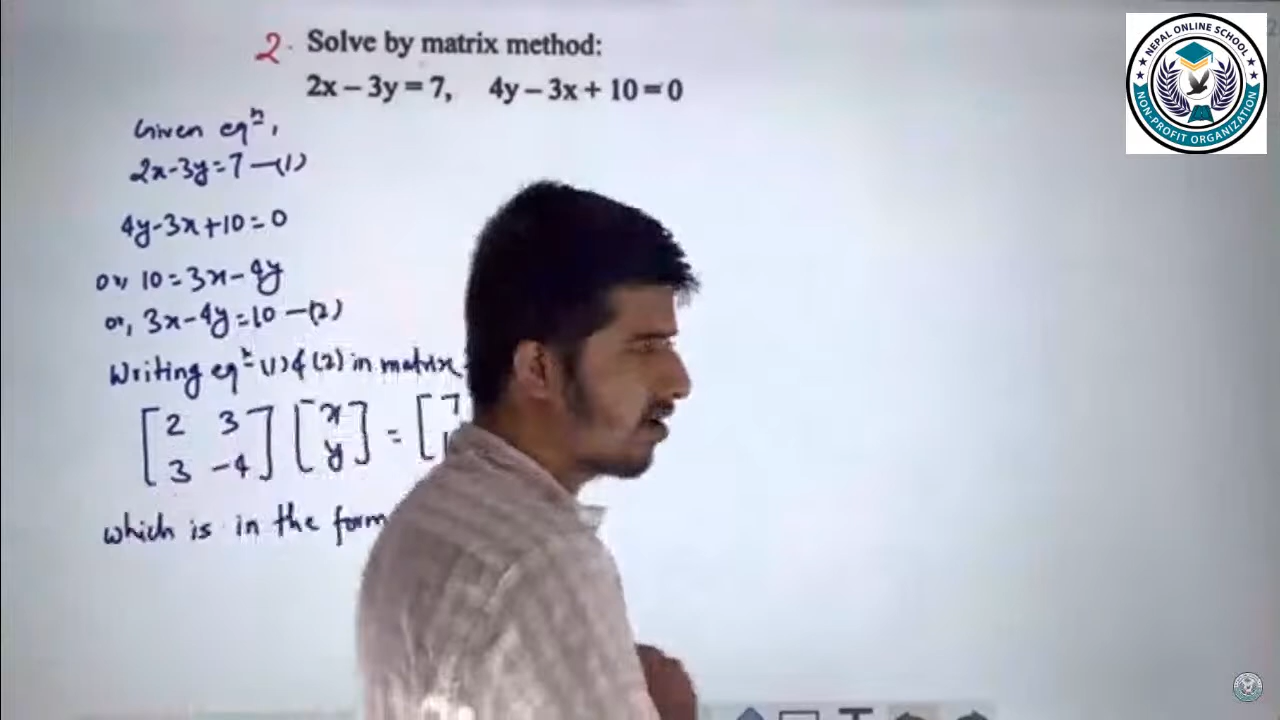 2. Solve by matrix method:
2x – 3y = 7, 4y – 3x + 10 = 0
Given eqⁿ,
2x-3y=7 —(1)
4y-3x+10=0
or, 10=3x-4y
or, 3x-4y=10 —(2)
Writing eqⁿ (1) & (2) in matrix
[2 3] [x] = [7
[3 -4] [y]
which is in the form
NEPAL ONLINE SCHOOL
NON-PROFIT ORGANIZATION